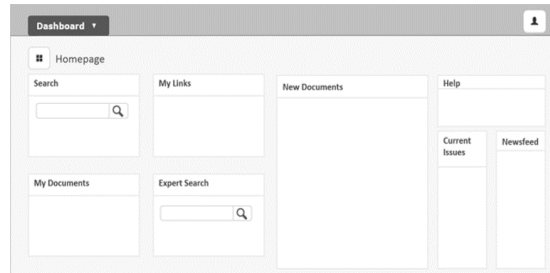 Dashboard
Homepage
Search
My Links
New Documents
Help
Current
Issues
Newsfeed
My Documents
Expert Search